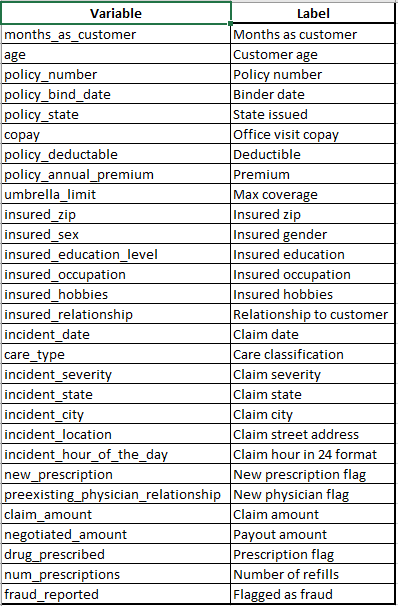 Variable Label
months_as_customer Months as customer
age Customer age
policy_number Policy number
policy_bind_date Binder date
policy_state State issued
copay Office visit copay
policy_deductable Deductible
policy_annual_premium Premium
umbrella_limit Max coverage
insured_zip Insured zip
insured_sex Insured gender
insured_education_level Insured education
insured_occupation Insured occupation
insured_hobbies Insured hobbies
insured_relationship Relationship to customer
incident_date Claim date
care_type Care classification
incident_severity Claim severity
incident_state Claim state
incident_city Claim city
incident_location Claim street address
incident_hour_of_the_day Claim hour in 24 format
new_prescription New prescription flag
preexisting_physician_relationship New physician flag
claim_amount Claim amount
negotiated_amount Payout amount
drug_prescribed Prescription flag
num_prescriptions Number of refills
fraud_reported Flagged as fraud